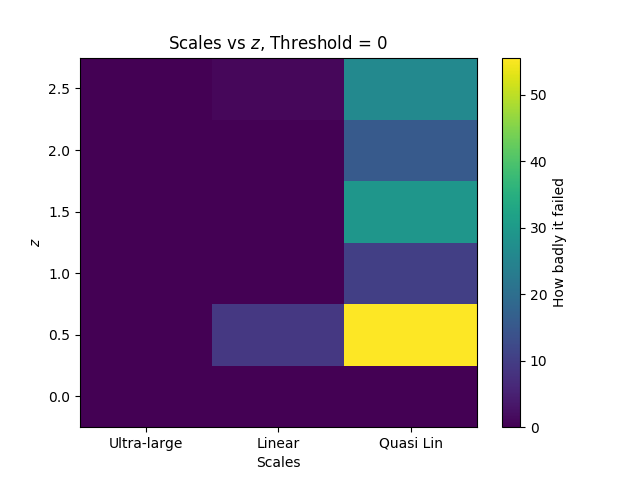 Scales vs z, Threshold = 0
2.5
2.0
1.5
1.0
0.5
0.0
z
Ultra-large
Linear
Quasi Lin
Scales
50
40
30
20
10
0
How badly it failed